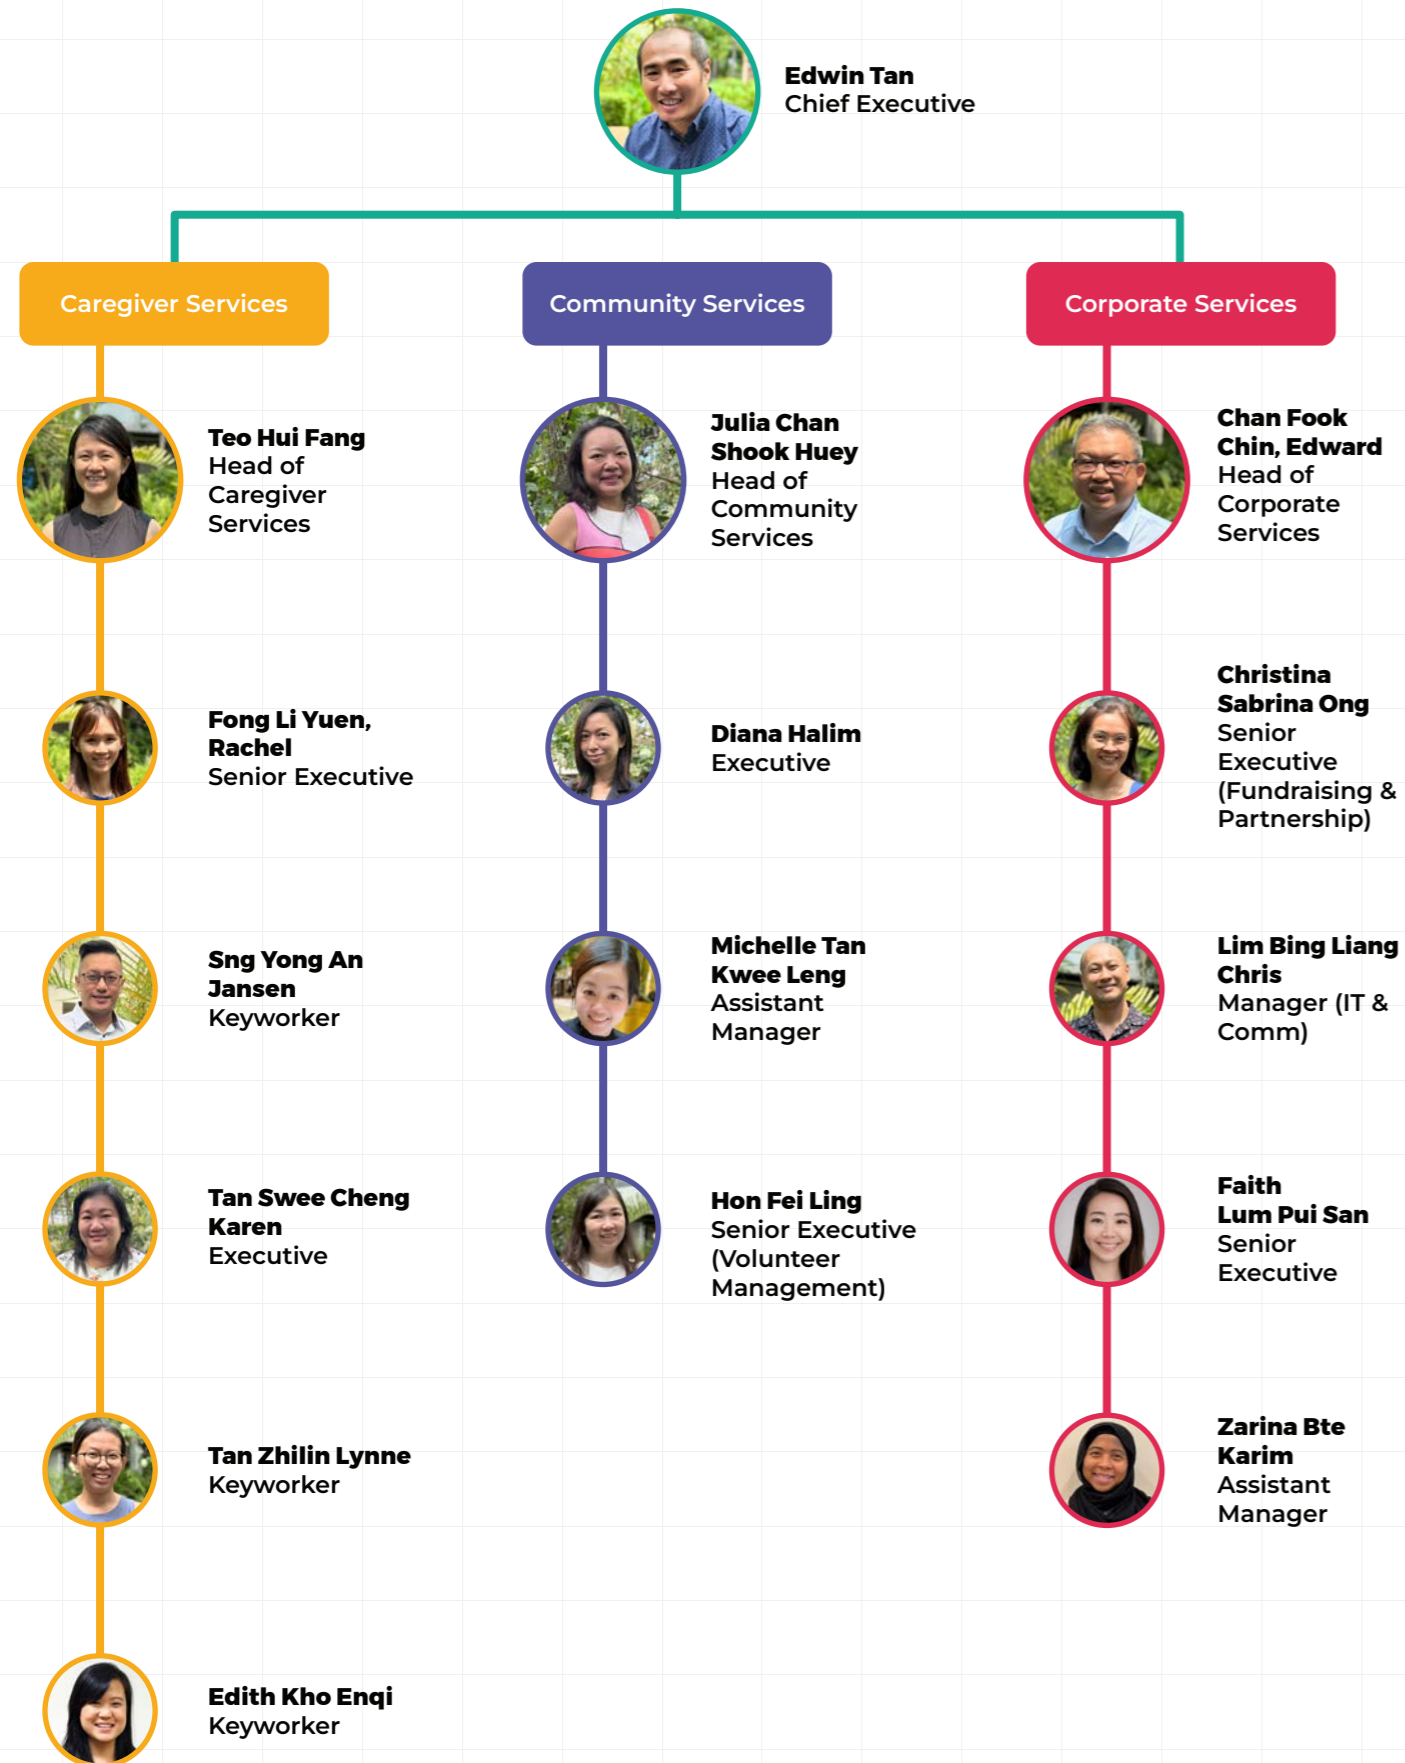 Edwin Tan
Chief Executive
Caregiver Services
Community Services
Corporate Services
Teo Hui Fang
Head of
Caregiver
Services
Julia Chan
Shook Huey
Head of
Community
Services
Chan Fook
Chin, Edward
Head of
Corporate
Services
Fong Li Yuen,
Rachel
Senior Executive
Diana Halim
Executive
Christina
Sabrina Ong
Senior
Executive
(Fundraising &
Partnership)
Sng Yong An
Jansen
Keyworker
Michelle Tan
Kwee Leng
Assistant
Manager
Lim Bing Liang
Chris
Manager (IT &
Comm)
Tan Swee Cheng
Karen
Executive
Hon Fei Ling
Senior Executive
(Volunteer
Management)
Faith
Lum Pui San
Senior
Executive
Tan Zhilin Lynne
Keyworker
Zarina Bte
Karim
Assistant
Manager
Edith Kho Enqi
Keyworker